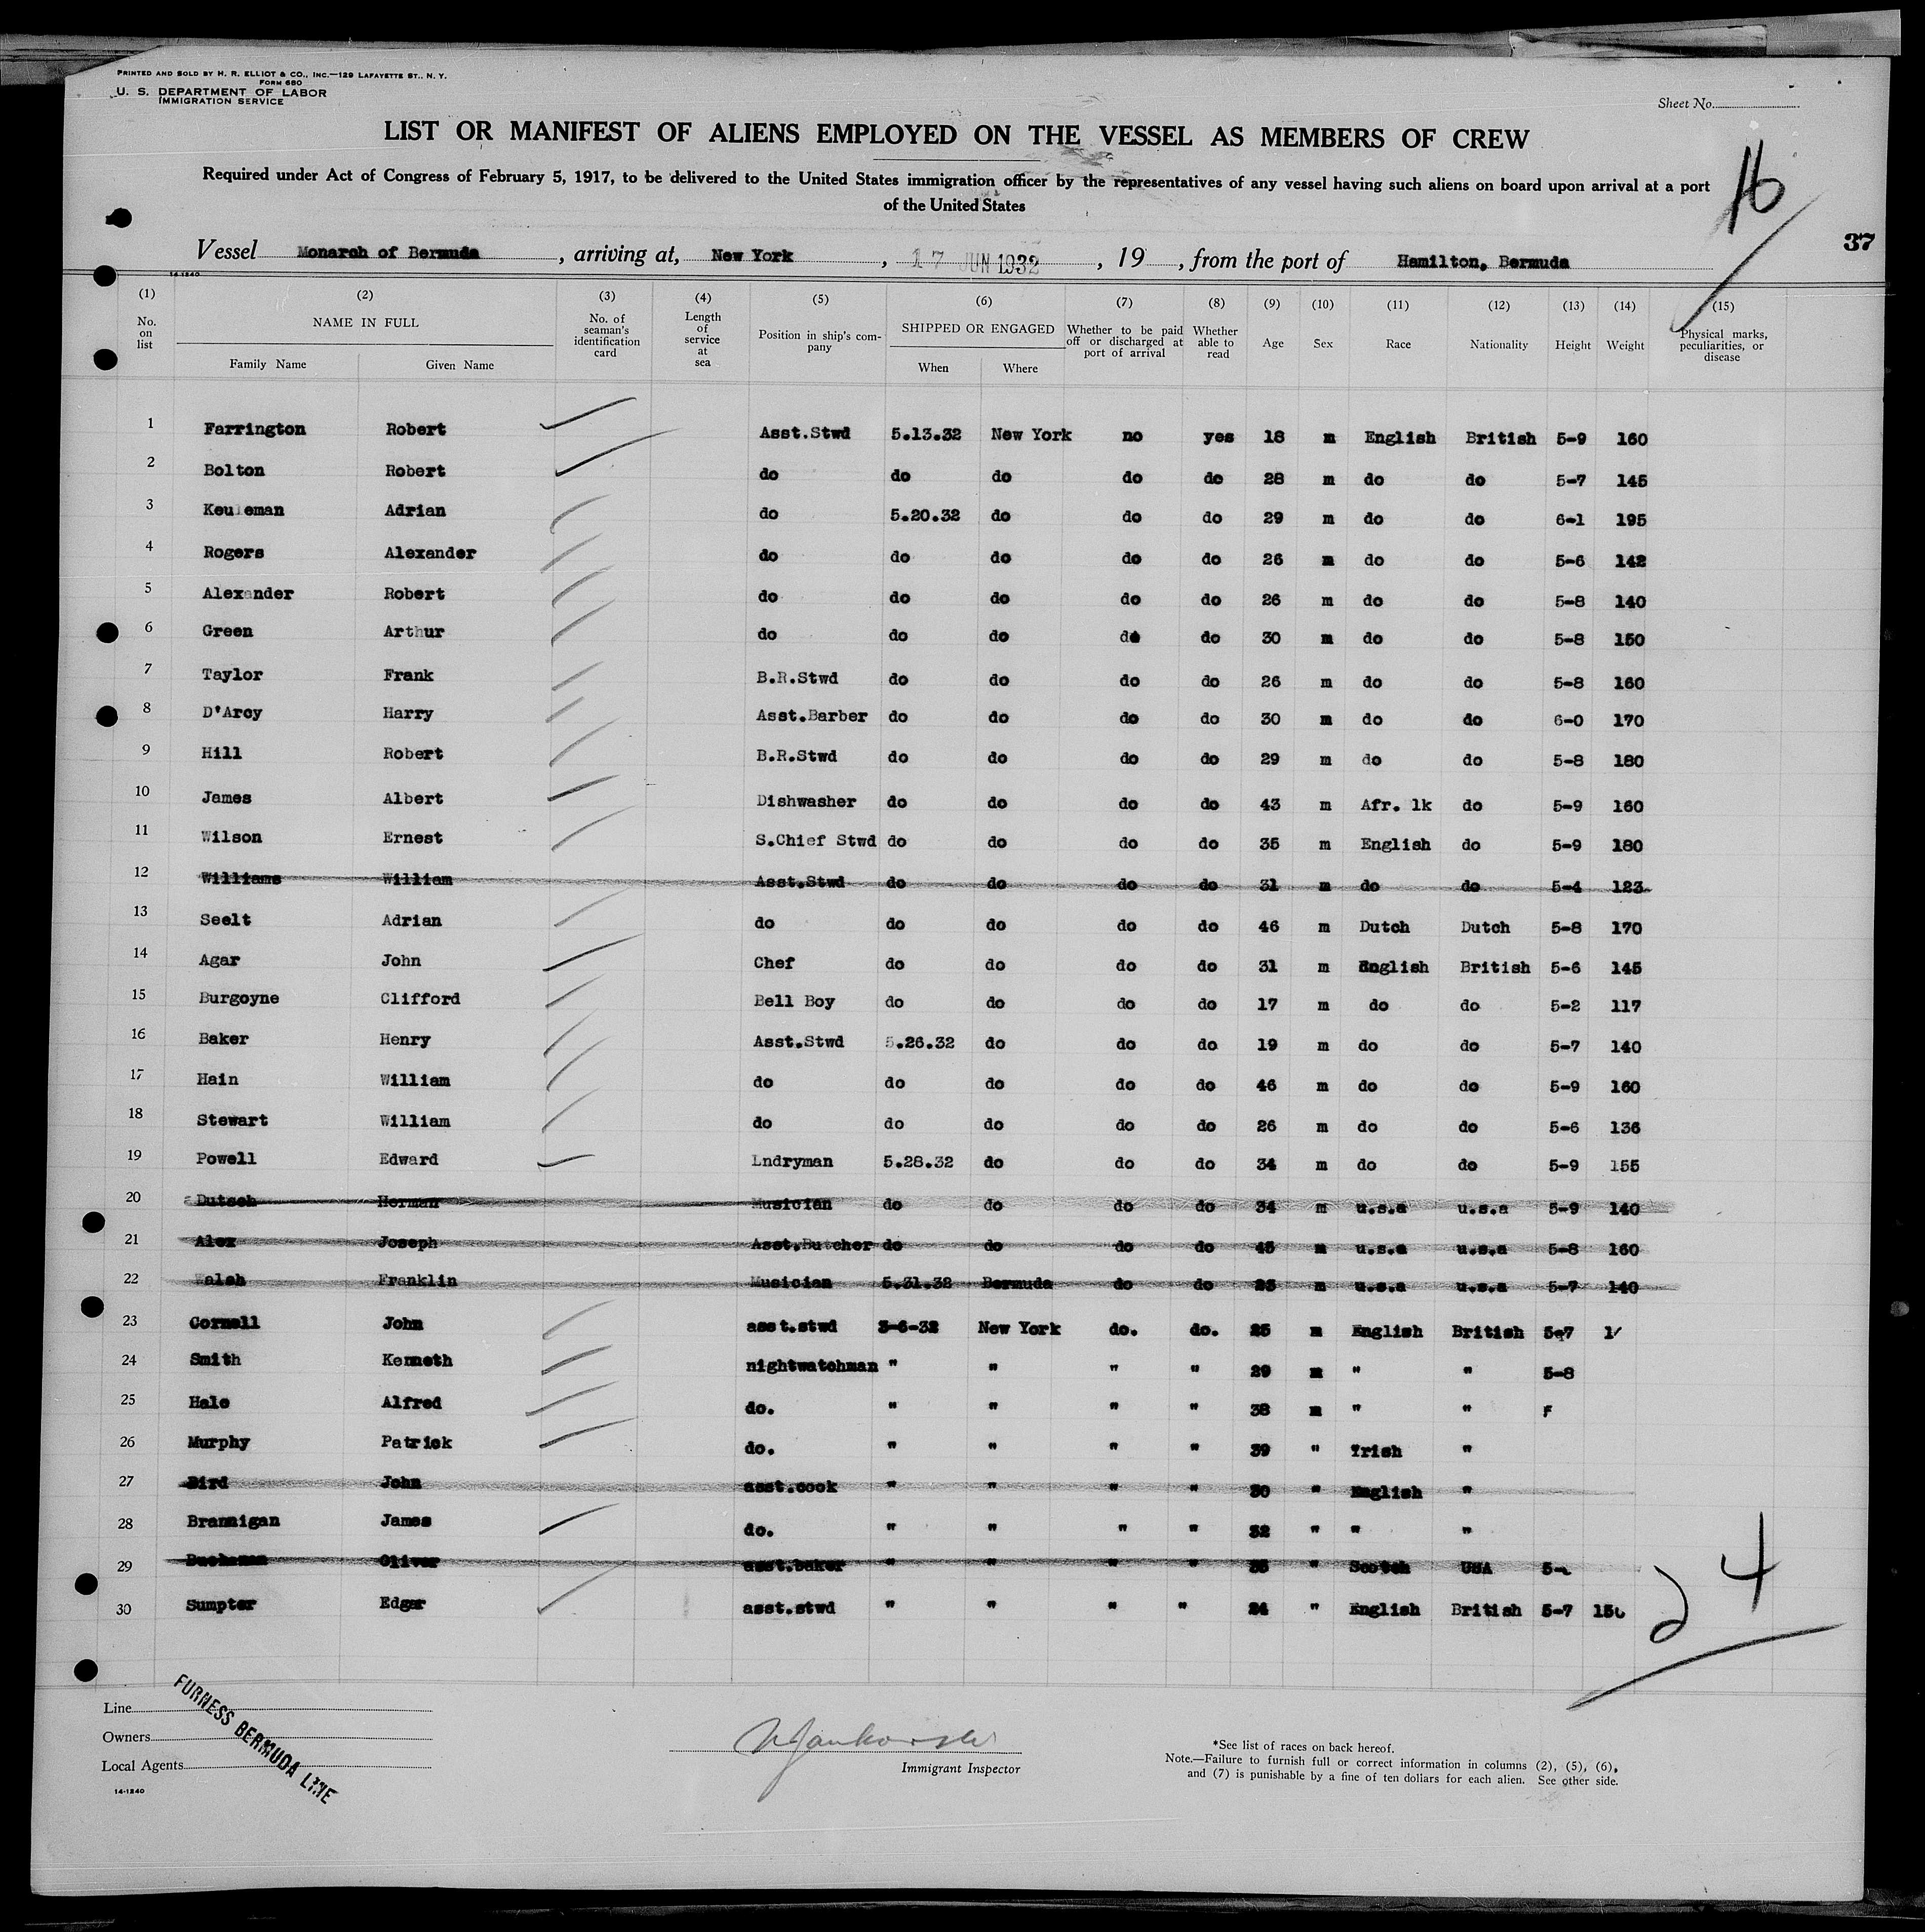 PRINTED AND SOLD BY H. R. ELLIOT & CO., INC.—129 LAFAYETTE ST., N. Y.
FORM 680
U. S. DEPARTMENT OF LABOR
IMMIGRATION SERVICE
Sheet No.
LIST OR MANIFEST OF ALIENS EMPLOYED ON THE VESSEL AS MEMBERS OF CREW
Required under Act of Congress of February 5, 1917, to be delivered to the United States immigration officer by the representatives of any vessel having such aliens on board upon arrival at a port
of the United States
37
Vessel Monarch of Bermuda, arriving at, New York, 17 JUN 1932, 19, from the port of Hamilton, Bermuda
14-1240
(1) (2) (3) (4) (5) (6) (7) (8) (9) (10) (11) (12) (13) (14) (15)
No. on list NAME IN FULL Family Name Given Name No. of seaman's identification card Length of service at sea Position in ship's company SHIPPED OR ENGAGED When Where Whether to be paid off or discharged at port of arrival Whether able to read Age Sex Race Nationality Height Weight Physical marks, peculiarities, or disease
1 Farrington Robert Asst.Stwd 5.13.32 New York no yes 18 m English British 5-9 160
2 Bolton Robert do do do do do 28 m do do 5-7 145
3 Keuleman Adrian do 5.20.32 do do do 29 m do do 6-1 195
4 Rogers Alexander do do do do do 26 m do do 5-6 142
5 Alexander Robert do do do do do 26 m do do 5-8 140
6 Green Arthur do do do do do 30 m do do 5-8 150
7 Taylor Frank B.R.Stwd do do do do 26 m do do 5-8 160
8 D'Arcy Harry Asst.Barber do do do do 30 m do do 6-0 170
9 Hill Robert B.R.Stwd do do do do 29 m do do 5-8 180
10 James Albert Dishwasher do do do do 43 m Afr. lk do 5-9 160
11 Wilson Ernest S.Chief Stwd do do do do 35 m English do 5-9 180
12 Williams William Asst.Stwd do do do do 31 m do do 5-4 123
13 Seelt Adrian do do do do do 46 m Dutch Dutch 5-8 170
14 Agar John Chef do do do do 31 m English British 5-6 145
15 Burgoyne Clifford Bell Boy do do do do 17 m do do 5-2 117
16 Baker Henry Asst.Stwd 5.26.32 do do do 19 m do do 5-7 140
17 Hain William do do do do do 46 m do do 5-9 160
18 Stewart William do do do do do 26 m do do 5-6 136
19 Powell Edward Lndryman 5.28.32 do do do 34 m do do 5-9 155
20 Dutsch Herman Musician do do do do 34 m u.s.a u.s.a 5-9 140
21 Alex Joseph Asst.Butcher do do do do 45 m u.s.a u.s.a 5-8 160
22 Walsh Franklin Musician 5.31.32 Bermuda do do 23 m u.s.a u.s.a 5-7 140
23 Cornell John asst.stwd 3-6-32 New York do. do. 25 m English British 5-7
24 Smith Kenneth nightwatchman " " " " 29 m " " 5-8
25 Hale Alfred do. " " " " 38 m " "
26 Murphy Patrick do. " " " " 39 " Irish "
27 Bird John asst.cook " " " " 30 " English "
28 Brannigan James do. " " " " 32 " " "
29 Buchanan Oliver asst.baker " " " " 35 " Scotch USA
30 Sumpter Edgar asst.stwd " " " " 24 " English British 5-7 150
24
Line
Owners
Local Agents
FURNESS BERMUDA LINE
14-1240
Immigrant Inspector
*See list of races on back hereof.
Note.—Failure to furnish full or correct information in columns (2), (5), (6),
and (7) is punishable by a fine of ten dollars for each alien. See other side.